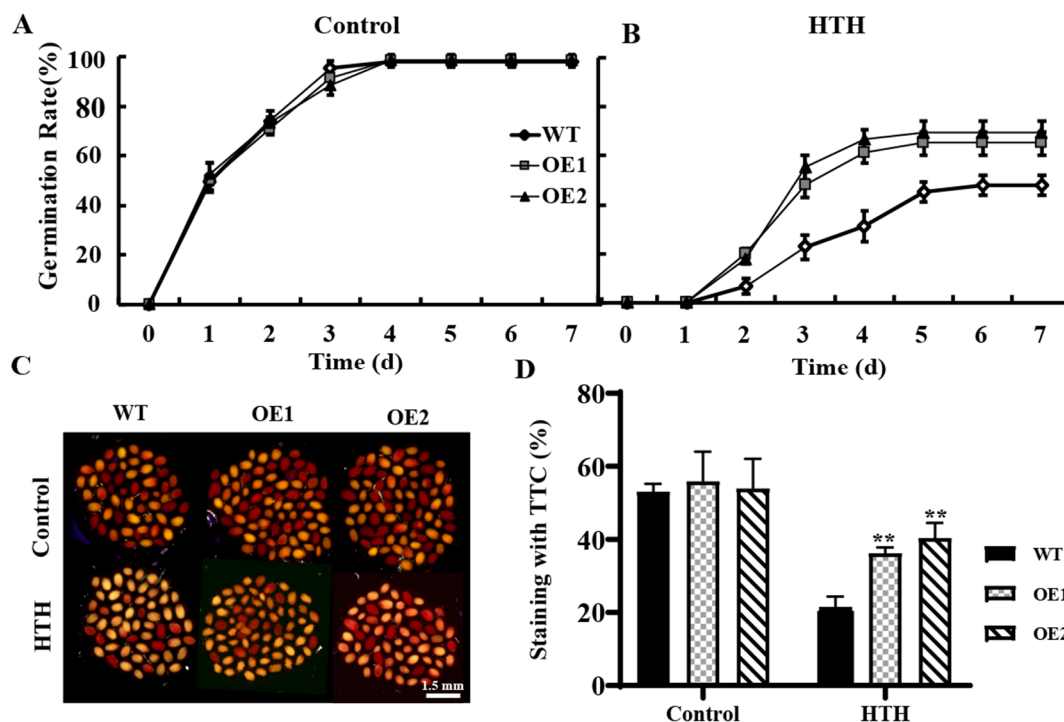 A
Control
B
HTH
Germination Rate(%)
100
80
60
40
20
0
WT
OE1
OE2
0 1 2 3 4 5 6 7
Time (d)
0 1 2 3 4 5 6 7
Time (d)
C
WT OE1 OE2
Control
HTH
1.5 mm
D
Staining with TTC (%)
80
60
40
20
0
**
**
WT
OE1
OE2
Control
HTH